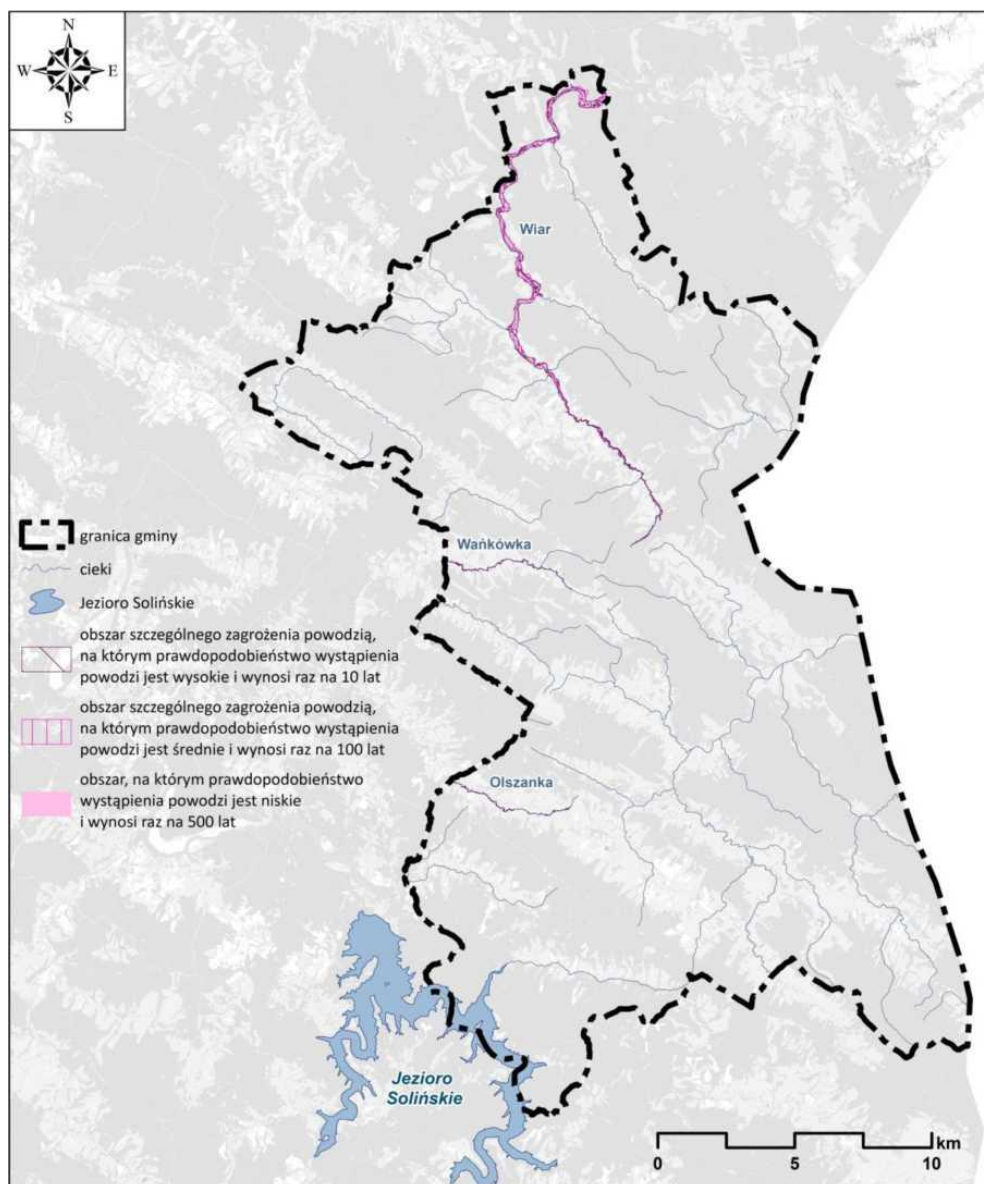 N
W E
S
Wiar
granica gminy
Wańkówka
cieki
Jezioro Solińskie
obszar szczególnego zagrożenia powodzią,
na którym prawdopodobieństwo wystąpienia
powodzi jest wysokie i wynosi raz na 10 lat
obszar szczególnego zagrożenia powodzią,
na którym prawdopodobieństwo wystąpienia
powodzi jest średnie i wynosi raz na 100 lat
Olszanka
obszar, na którym prawdopodobieństwo
wystąpienia powodzi jest niskie
i wynosi raz na 500 lat
Jezioro
Solińskie
km
0 5 10